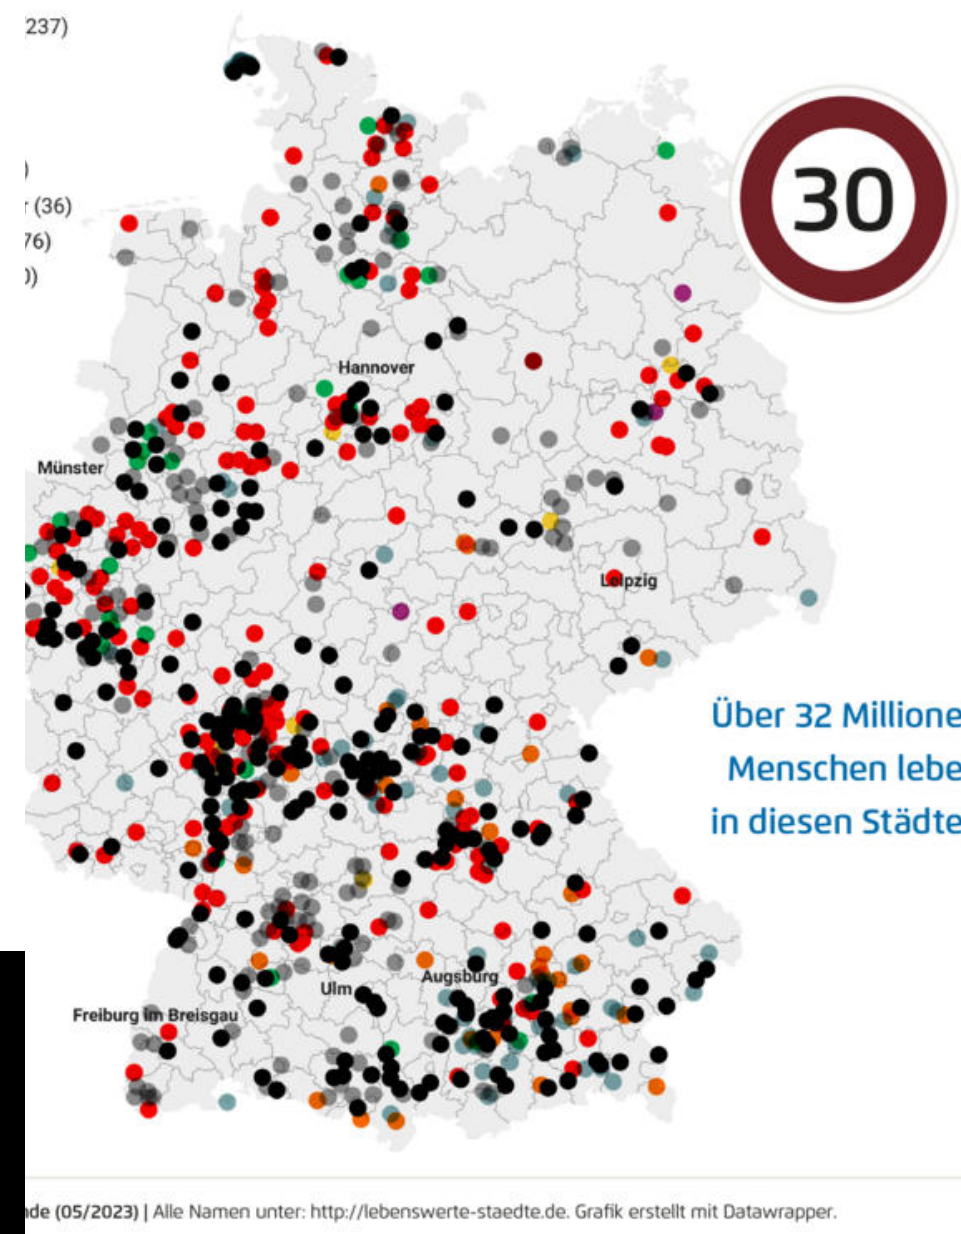 237)
)
r (36)
76)
0)
30
Hannover
Münster
Leipzig
Über 32 Millione
Menschen lebe
in diesen Städte
Augsburg
Ulm
Freiburg im Breisgau
nde (05/2023) | Alle Namen unter: http://lebenswerte-staedte.de. Grafik erstellt mit Datawrapper.